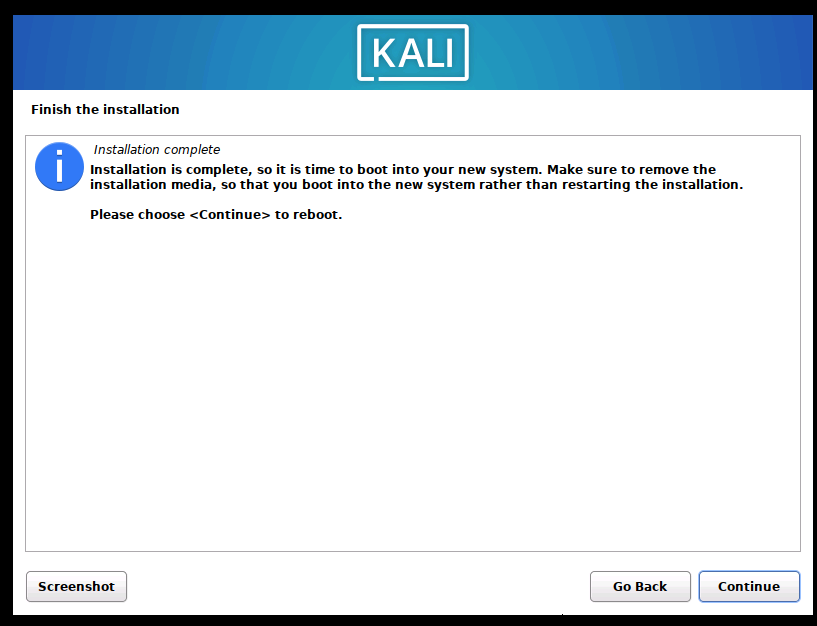 KALI
Finish the installation
Installation complete
Installation is complete, so it is time to boot into your new system. Make sure to remove the
installation media, so that you boot into the new system rather than restarting the installation.
Please choose <Continue> to reboot.
Screenshot
Go Back
Continue